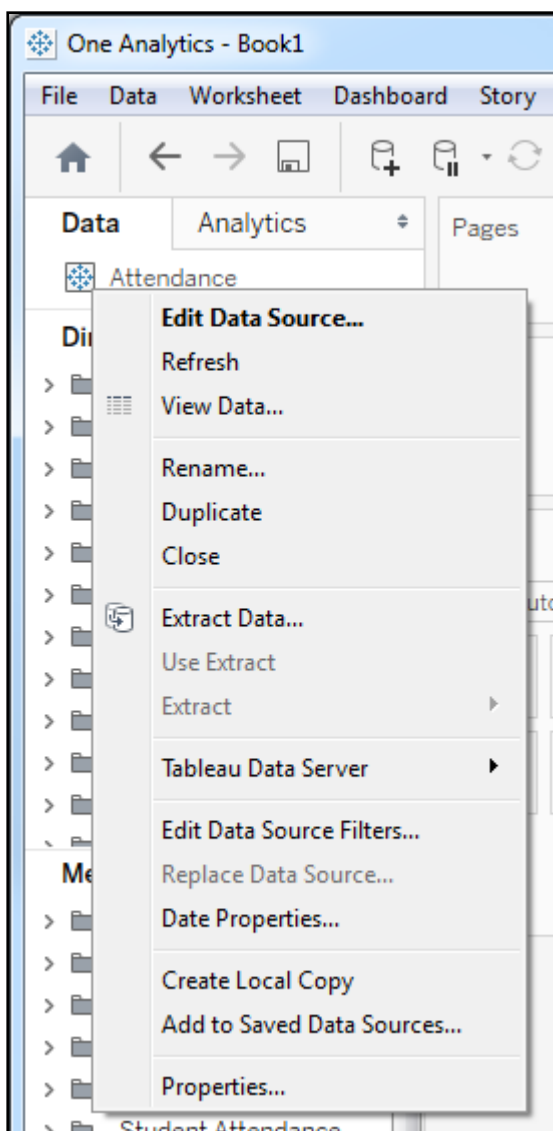 One Analytics - Book1
File Data Worksheet Dashboard Story
Data Analytics Pages
Attendance
Edit Data Source...
Refresh
View Data...
Rename...
Duplicate
Close
Extract Data...
Use Extract
Extract
Tableau Data Server
Edit Data Source Filters...
Replace Data Source...
Date Properties...
Create Local Copy
Add to Saved Data Sources...
Properties...
Student Attendance